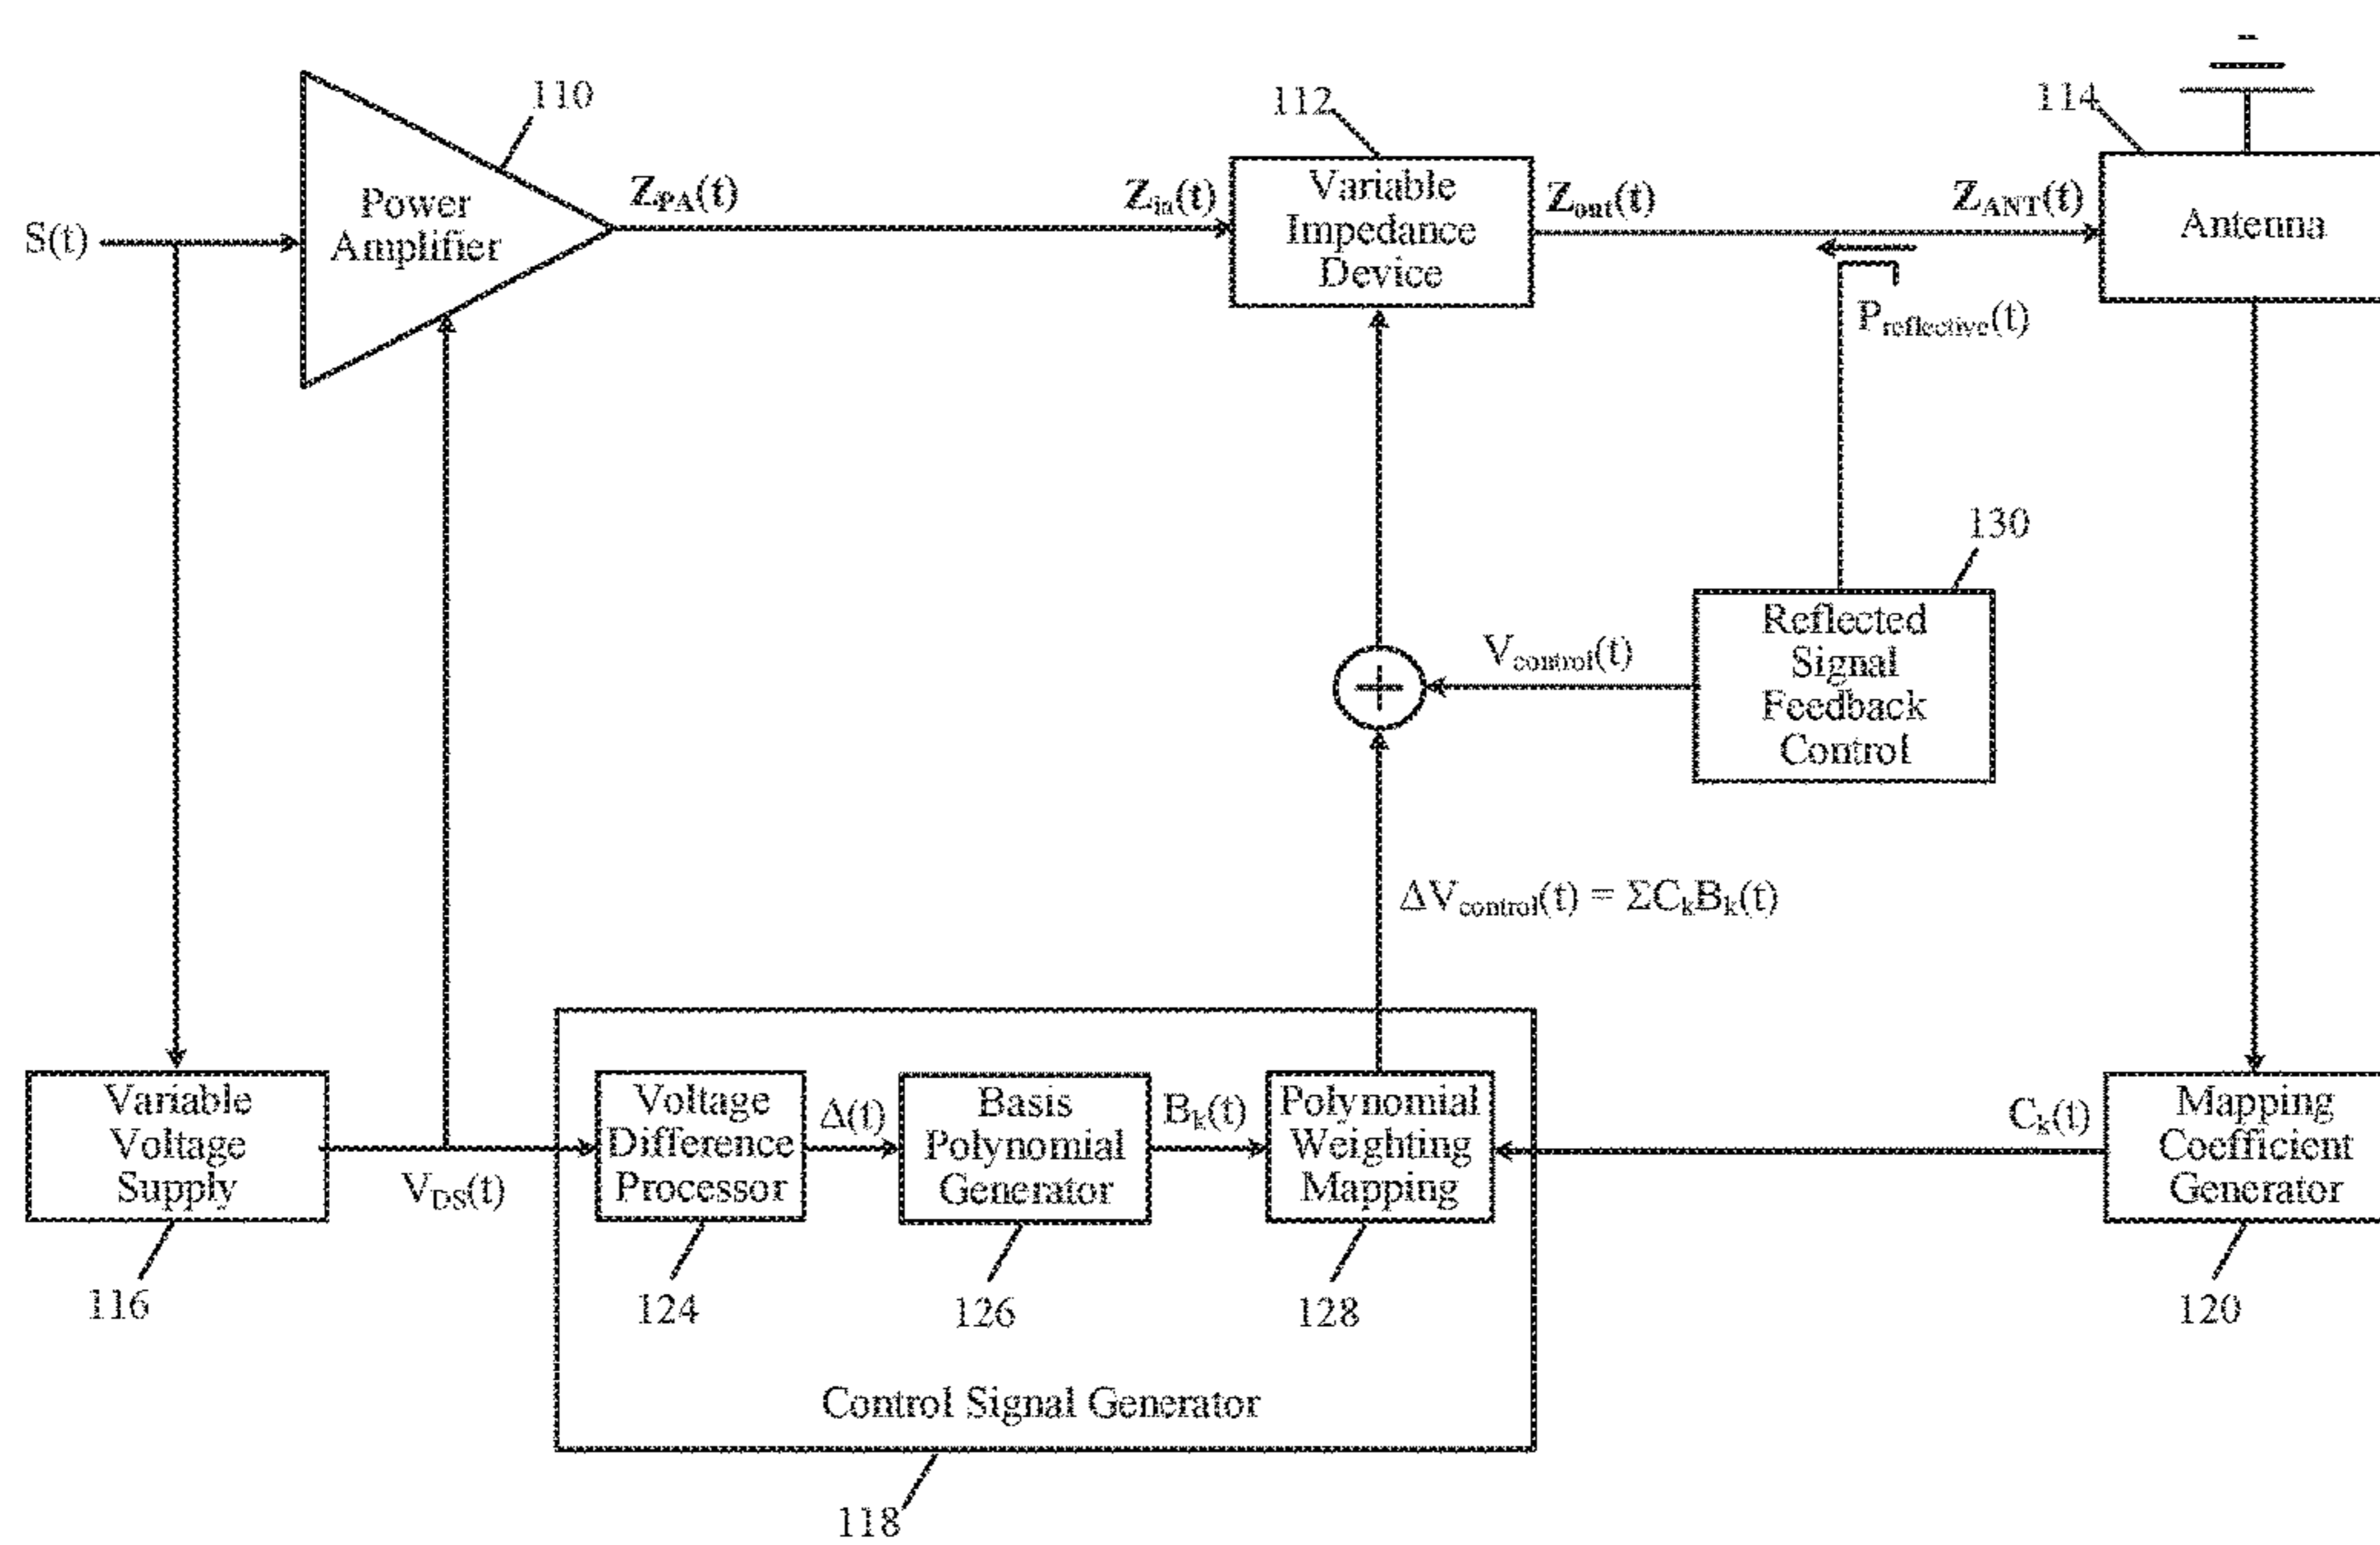 110
112
114
S(t)
Power
Amplifier
Z_PA(t)
Z_in(t)
Variable
Impedance
Device
Z_out(t)
Z_ANT(t)
Antenna
P_reflective(t)
130
Reflected
Signal
Feedback
Control
V_control(t)
+
ΔV_control(t) = ΣC_kB_k(t)
Variable
Voltage
Supply
V_DS(t)
Voltage
Difference
Processor
Δ(t)
Basis
Polynomial
Generator
B_k(t)
Polynomial
Weighting
Mapping
C_k(t)
Mapping
Coefficient
Generator
116
124
126
128
120
Control Signal Generator
118